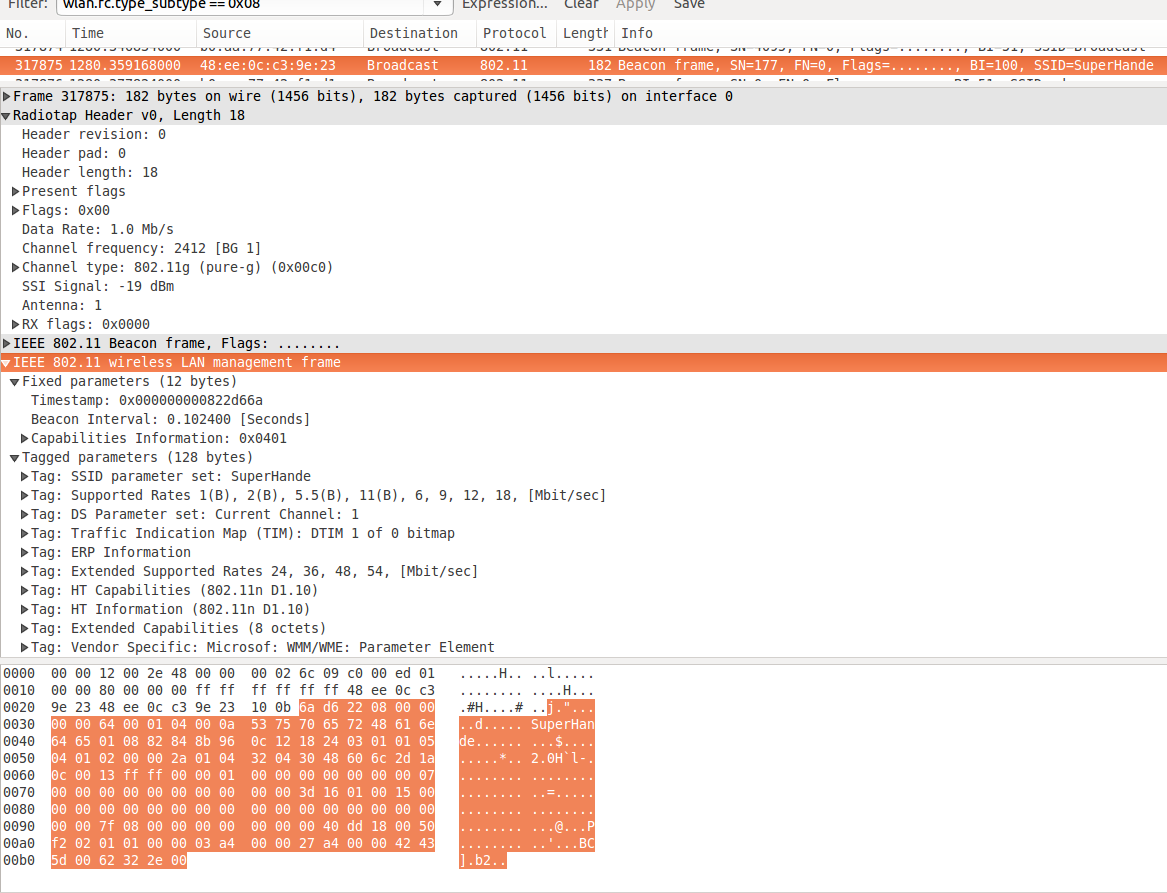 Filter: wlan.fc.type_subtype == 0x08 Expression... Clear Apply Save
No. Time Source Destination Protocol Length Info
317875 1280.359168000 48:ee:0c:c3:9e:23 Broadcast 802.11 182 Beacon frame, SN=177, FN=0, Flags=........, BI=100, SSID=SuperHande
Frame 317875: 182 bytes on wire (1456 bits), 182 bytes captured (1456 bits) on interface 0
Radiotap Header v0, Length 18
Header revision: 0
Header pad: 0
Header length: 18
Present flags
Flags: 0x00
Data Rate: 1.0 Mb/s
Channel frequency: 2412 [BG 1]
Channel type: 802.11g (pure-g) (0x00c0)
SSI Signal: -19 dBm
Antenna: 1
RX flags: 0x0000
IEEE 802.11 Beacon frame, Flags: ........
IEEE 802.11 wireless LAN management frame
Fixed parameters (12 bytes)
Timestamp: 0x000000000822d66a
Beacon Interval: 0.102400 [Seconds]
Capabilities Information: 0x0401
Tagged parameters (128 bytes)
Tag: SSID parameter set: SuperHande
Tag: Supported Rates 1(B), 2(B), 5.5(B), 11(B), 6, 9, 12, 18, [Mbit/sec]
Tag: DS Parameter set: Current Channel: 1
Tag: Traffic Indication Map (TIM): DTIM 1 of 0 bitmap
Tag: ERP Information
Tag: Extended Supported Rates 24, 36, 48, 54, [Mbit/sec]
Tag: HT Capabilities (802.11n D1.10)
Tag: HT Information (802.11n D1.10)
Tag: Extended Capabilities (8 octets)
Tag: Vendor Specific: Microsof: WMM/WME: Parameter Element
0000 00 00 12 00 2e 48 00 00 00 02 6c 09 c0 00 ed 01 .....H.. ..l.....
0010 00 00 80 00 00 00 ff ff ff ff ff ff 48 ee 0c c3 ........ ....H...
0020 9e 23 48 ee 0c c3 9e 23 10 0b 6a d6 22 08 00 00 .#H....# ..j."...
0030 00 00 64 00 01 04 00 0a 53 75 70 65 72 48 61 6e ..d..... SuperHan
0040 64 65 01 08 82 84 8b 96 0c 12 18 24 03 01 01 05 de...... ...$....
0050 04 01 02 00 00 2a 01 04 32 04 30 48 60 6c 2d 1a .....*.. 2.0H`l-.
0060 0c 00 13 ff ff 00 00 01 00 00 00 00 00 00 00 07 ........ ........
0070 00 00 00 00 00 00 00 00 00 00 3d 16 01 00 15 00 ........ ..=.....
0080 00 00 00 00 00 00 00 00 00 00 00 00 00 00 00 00 ........ ........
0090 00 00 7f 08 00 00 00 00 00 00 00 40 dd 18 00 50 ........ ...@...P
00a0 f2 02 01 01 00 00 03 a4 00 00 27 a4 00 00 42 43 ........ ..'...BC
00b0 5d 00 62 32 2e 00 ].b2..